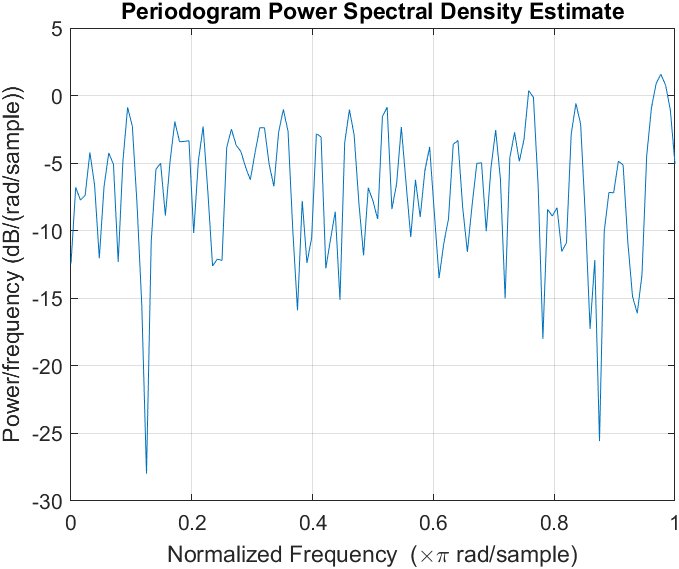 Periodogram Power Spectral Density Estimate
Power/frequency (dB/(rad/sample))
5
0
-5
-10
-15
-20
-25
-30
0 0.2 0.4 0.6 0.8 1
Normalized Frequency (×π rad/sample)